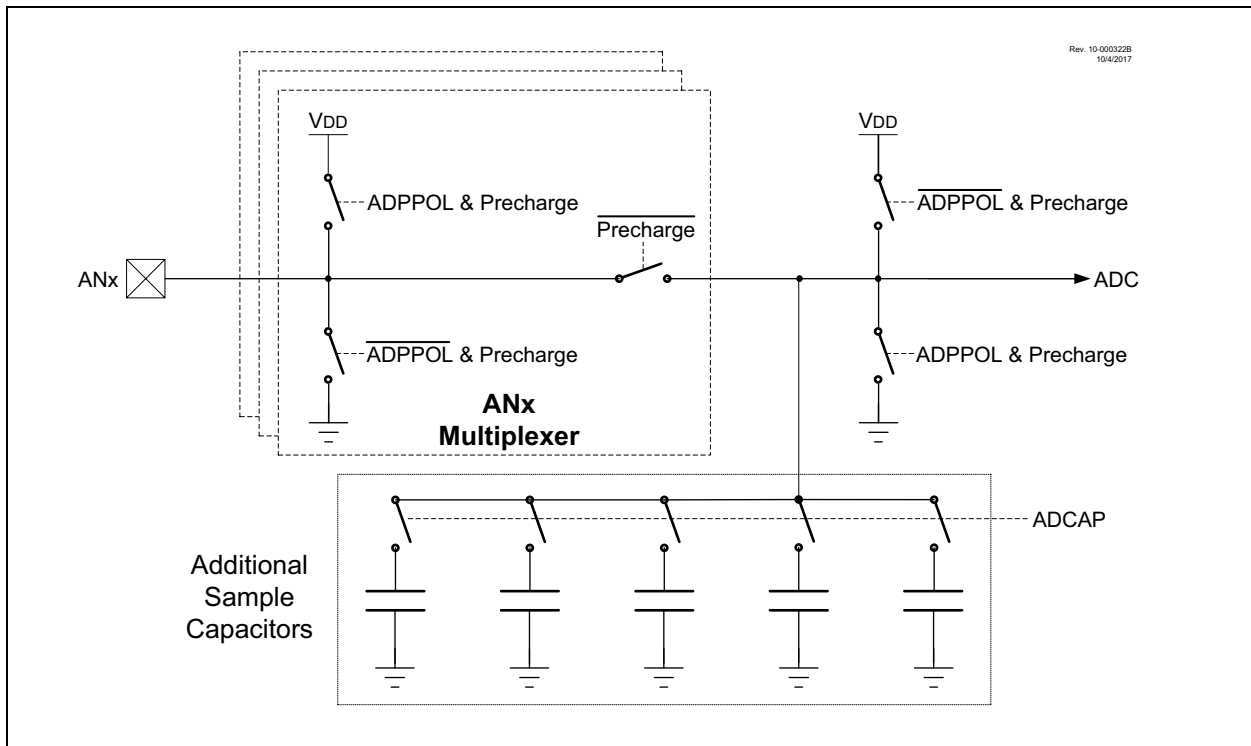 Rev. 10-000322B
10/4/2017
VDD
VDD
ADPPOL & Precharge
ADPPOL & Precharge
Precharge
ANx
ADC
ADPPOL & Precharge
ADPPOL & Precharge
ANx
Multiplexer
ADCAP
Additional
Sample
Capacitors